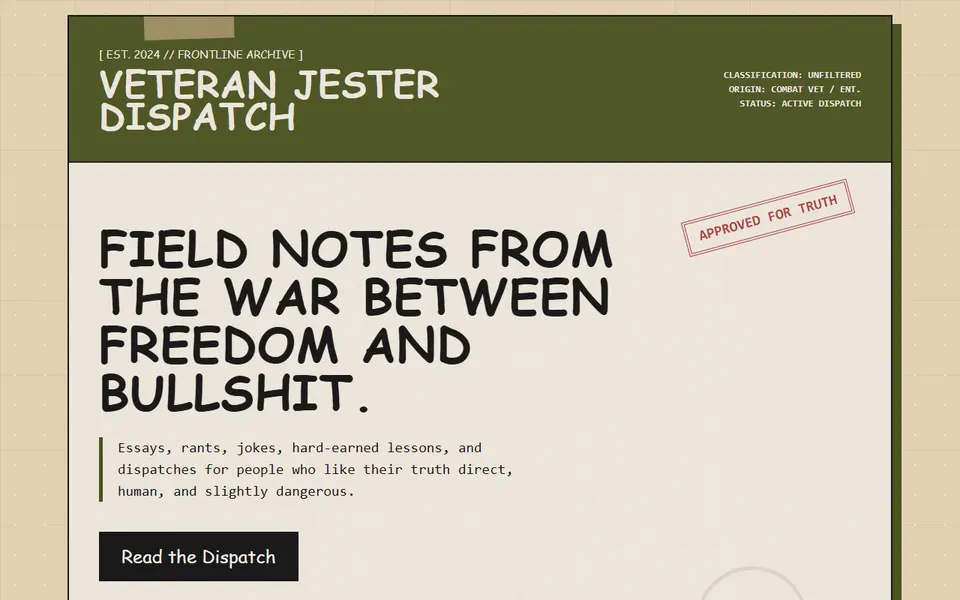 [ EST. 2024 // FRONTLINE ARCHIVE ]
VETERAN JESTER
DISPATCH
CLASSIFICATION: UNFILTERED
ORIGIN: COMBAT VET / ENT.
STATUS: ACTIVE DISPATCH
APPROVED FOR TRUTH
FIELD NOTES FROM
THE WAR BETWEEN
FREEDOM AND
BULLSHIT.
Essays, rants, jokes, hard-earned lessons, and
dispatches for people who like their truth direct,
human, and slightly dangerous.
Read the Dispatch